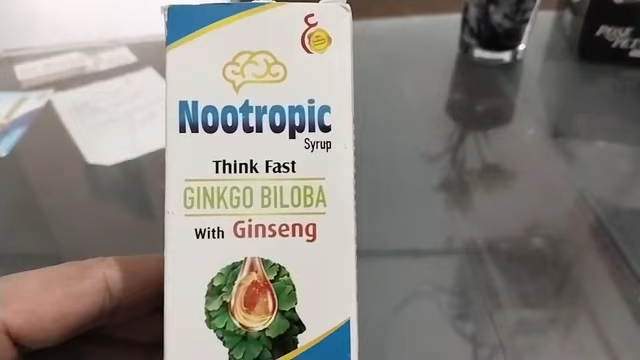 Nootropic
Syrup
Think Fast
GINKGO BILOBA
With Ginseng